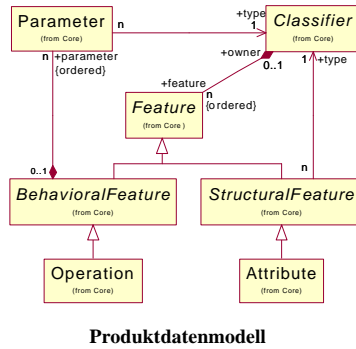 Parameter
(from Core)
n
+type
1
Classifier
(from Core)
n
+parameter
{ordered}
+owner
0..1
1
+type
+feature
n
{ordered}
Feature
(from Core)
0..1
n
BehavioralFeature
(from Core)
StructuralFeature
(from Core)
Operation
(from Core)
Attribute
(from Core)
Produktdatenmodell